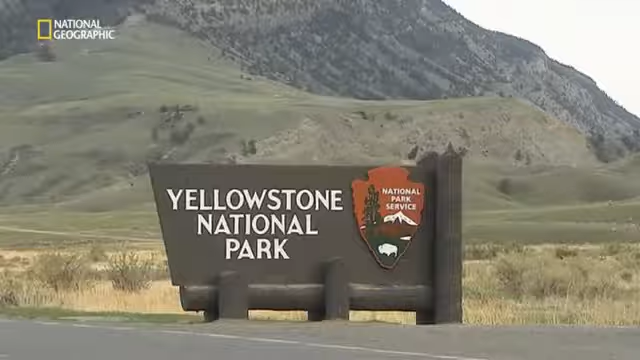 NATIONAL
GEOGRAPHIC
YELLOWSTONE
NATIONAL
PARK
NATIONAL
PARK
SERVICE